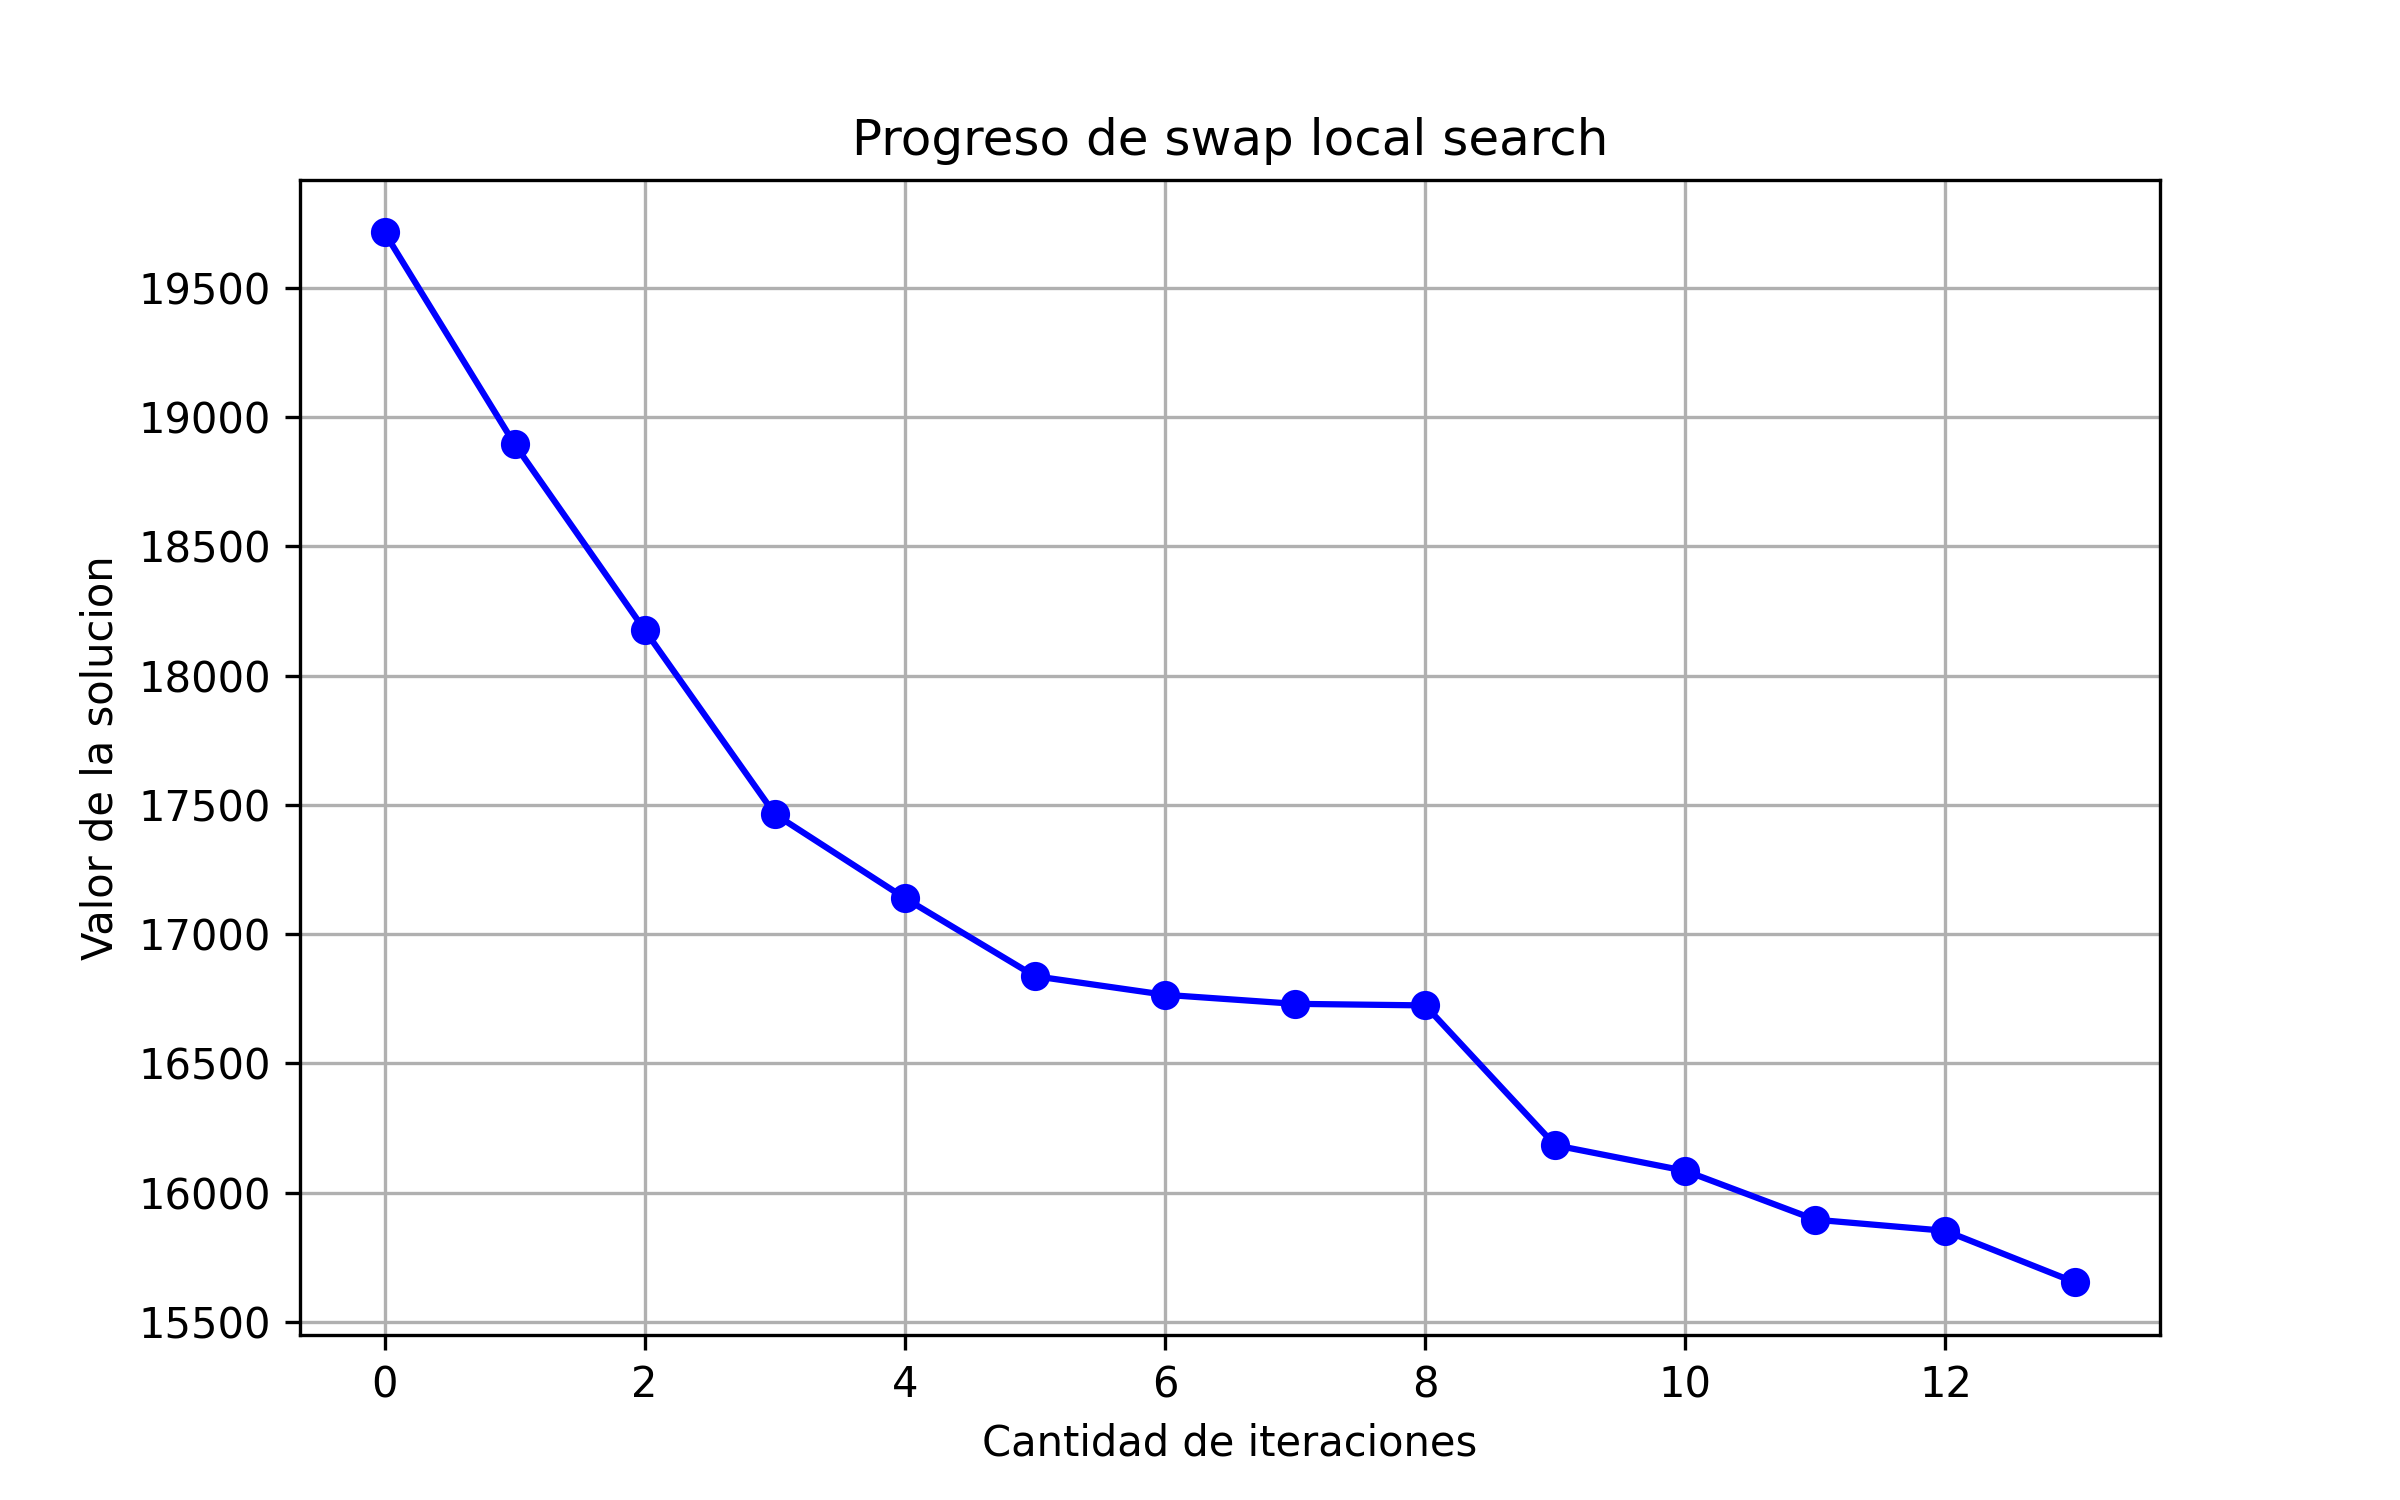 Progreso de swap local search
Valor de la solucion
19500
19000
18500
18000
17500
17000
16500
16000
15500
0 2 4 6 8 10 12
Cantidad de iteraciones